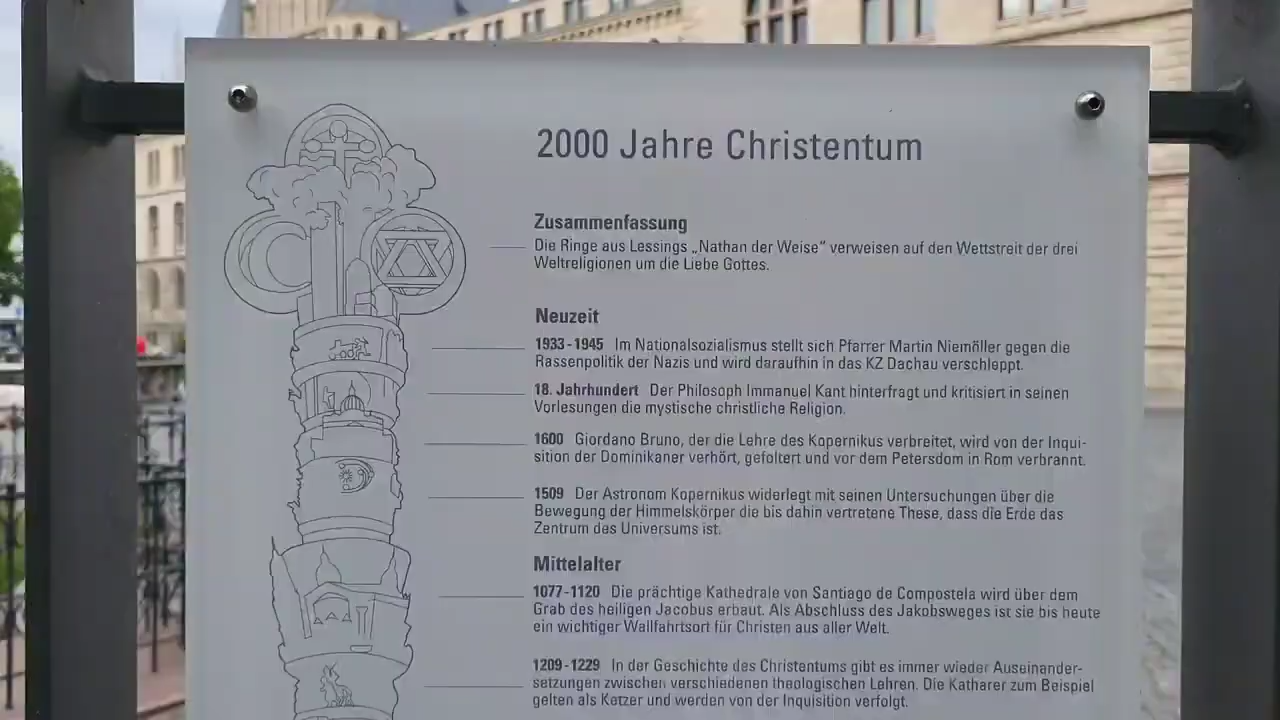 2000 Jahre Christentum
Zusammenfassung
Die Ringe aus Lessings „Nathan der Weise“ verweisen auf den Wettstreit der drei
Weltreligionen um die Liebe Gottes.
Neuzeit
1933-1945 Im Nationalsozialismus stellt sich Pfarrer Martin Niemöller gegen die
Rassenpolitik der Nazis und wird daraufhin in das KZ Dachau verschleppt.
18. Jahrhundert Der Philosoph Immanuel Kant hinterfragt und kritisiert in seinen
Vorlesungen die mystische christliche Religion.
1600 Giordano Bruno, der die Lehre des Kopernikus verbreitet, wird von der Inqui-
sition der Dominikaner verhört, gefoltert und vor dem Petersdom in Rom verbrannt.
1509 Der Astronom Kopernikus widerlegt mit seinen Untersuchungen über die
Bewegung der Himmelskörper die bis dahin vertretene These, dass die Erde das
Zentrum des Universums ist.
Mittelalter
1077-1120 Die prächtige Kathedrale von Santiago de Compostela wird über dem
Grab des heiligen Jacobus erbaut. Als Abschluss des Jakobsweges ist sie bis heute
ein wichtiger Wallfahrtsort für Christen aus aller Welt.
1209-1229 In der Geschichte des Christentums gibt es immer wieder Auseinander-
setzungen zwischen verschiedenen theologischen Lehren. Die Katharer zum Beispiel
gelten als Ketzer und werden von der Inquisition verfolgt.